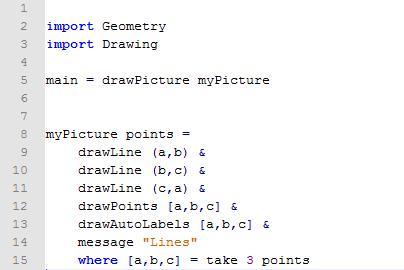 1
2 import Geometry
3 import Drawing
4
5 main = drawPicture myPicture
6
7
8 myPicture points =
9 drawLine (a,b) &
10 drawLine (b,c) &
11 drawLine (c,a) &
12 drawPoints [a,b,c] &
13 drawAutoLabels [a,b,c] &
14 message "Lines"
15 where [a,b,c] = take 3 points